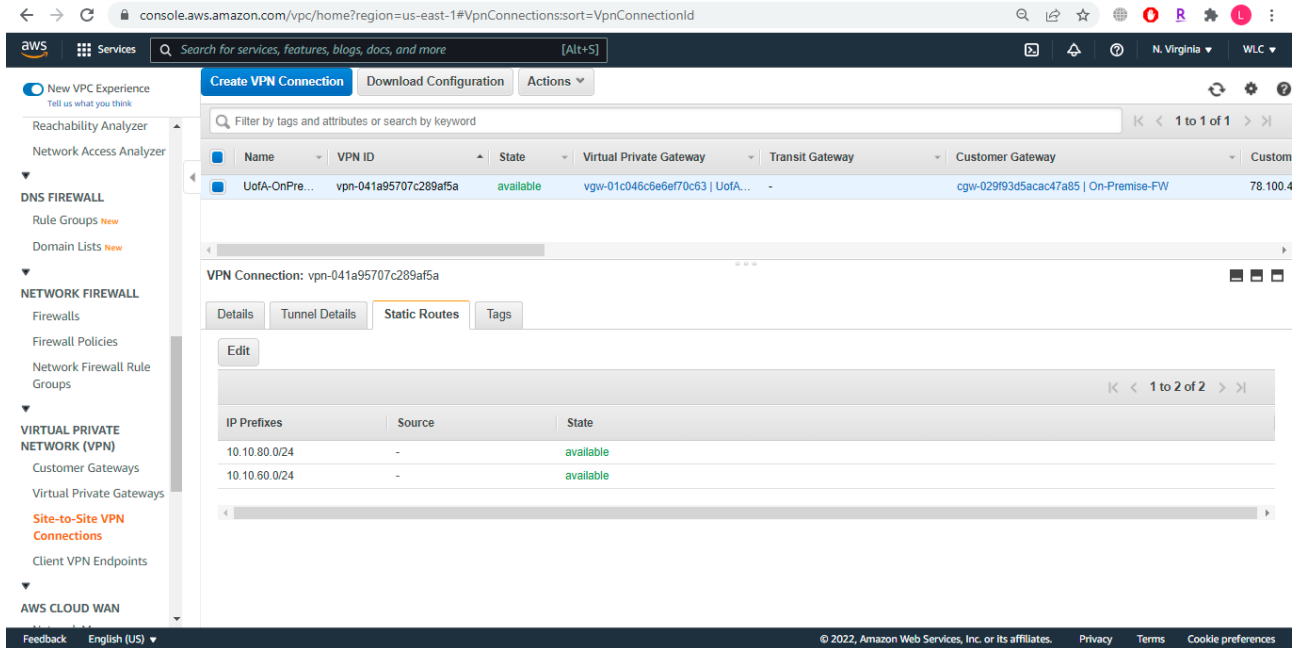 console.aws.amazon.com/vpc/home?region=us-east-1#VpnConnections:sort=VpnConnectionId
R
L
aws
Services
Search for services, features, blogs, docs, and more
[Alt+S]
N. Virginia
WLC
New VPC Experience
Tell us what you think
Reachability Analyzer
Network Access Analyzer
DNS FIREWALL
Rule Groups New
Domain Lists New
NETWORK FIREWALL
Firewalls
Firewall Policies
Network Firewall Rule
Groups
VIRTUAL PRIVATE
NETWORK (VPN)
Customer Gateways
Virtual Private Gateways
Site-to-Site VPN
Connections
Client VPN Endpoints
AWS CLOUD WAN
Create VPN Connection
Download Configuration
Actions
Filter by tags and attributes or search by keyword
1 to 1 of 1
Name VPN ID State Virtual Private Gateway Transit Gateway Customer Gateway Custom
UofA-OnPre... vpn-041a95707c289af5a available vgw-01c046c6e6ef70c63 | UofA... - cgw-029f93d5acac47a85 | On-Premise-FW 78.100.4
VPN Connection: vpn-041a95707c289af5a
Details Tunnel Details Static Routes Tags
Edit
1 to 2 of 2
IP Prefixes Source State
10.10.80.0/24 - available
10.10.60.0/24 - available
Feedback English (US) © 2022, Amazon Web Services, Inc. or its affiliates. Privacy Terms Cookie preferences